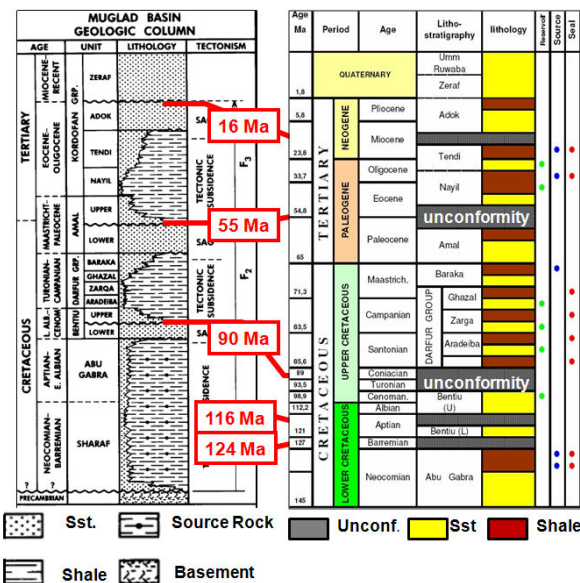 MUGLAD BASIN
GEOLOGIC COLUMN
AGE UNIT LITHOLOGY TECTONISM
TERTIARY
CRETACEOUS
MIOCENE-
RECENT
EOCENE-
OLIGOCENE
MAASTRICHT-
PALEOCENE
TURONIAN-
CAMPANIAN
APTIAN-
E. ALBIAN
NEOCOMIAN-
BARREMIAN
KORDOFAN GRP.
AMAL
DARFUR GRP.
BENTIU
ZERAF
ADOK
TENDI
NAYIL
UPPER
LOWER
BARAKA
GHAZAL
ZARQA
ARADEIBA
UPPER
LOWER
ABU
GABRA
SHARAF
? ?
PRECAMBRIAN
TECTONIC
SUBSIDENCE
SAG
TECTONIC
SUBSIDENCE
F3
F2
16 Ma
55 Ma
90 Ma
116 Ma
124 Ma
Age
Ma
Period
Age
Litho-
stratigraphy
lithology
Reservoir
Source
Seal
QUATERNARY
Umm
Ruwaba
Zeraf
1,8
TERTIARY
NEOGENE
Pliocene
Adok
5,8
Miocene
23,8
Tendi
PALEOGENE
Oligocene
33,7
Nayil
Eocene
54,8
unconformity
Paleocene
Amal
65
CRETACEOUS
UPPER CRETACEOUS
Maastrich.
Baraka
71,3
DARFUR GROUP
Ghazal
Campanian
Zarga
83,5
Santonian
Aradeiba
85,6
Coniacian
89
unconformity
Turonian
93,5
Cenoman.
Bentiu
(U)
98,9
LOWER CRETACEOUS
Albian
112,2
Aptian
121
Bentiu (L)
127
Barremian
Neocomian
Abu Gabra
145
Sst.
Source Rock
Unconf.
Sst
Shale
Shale
Basement